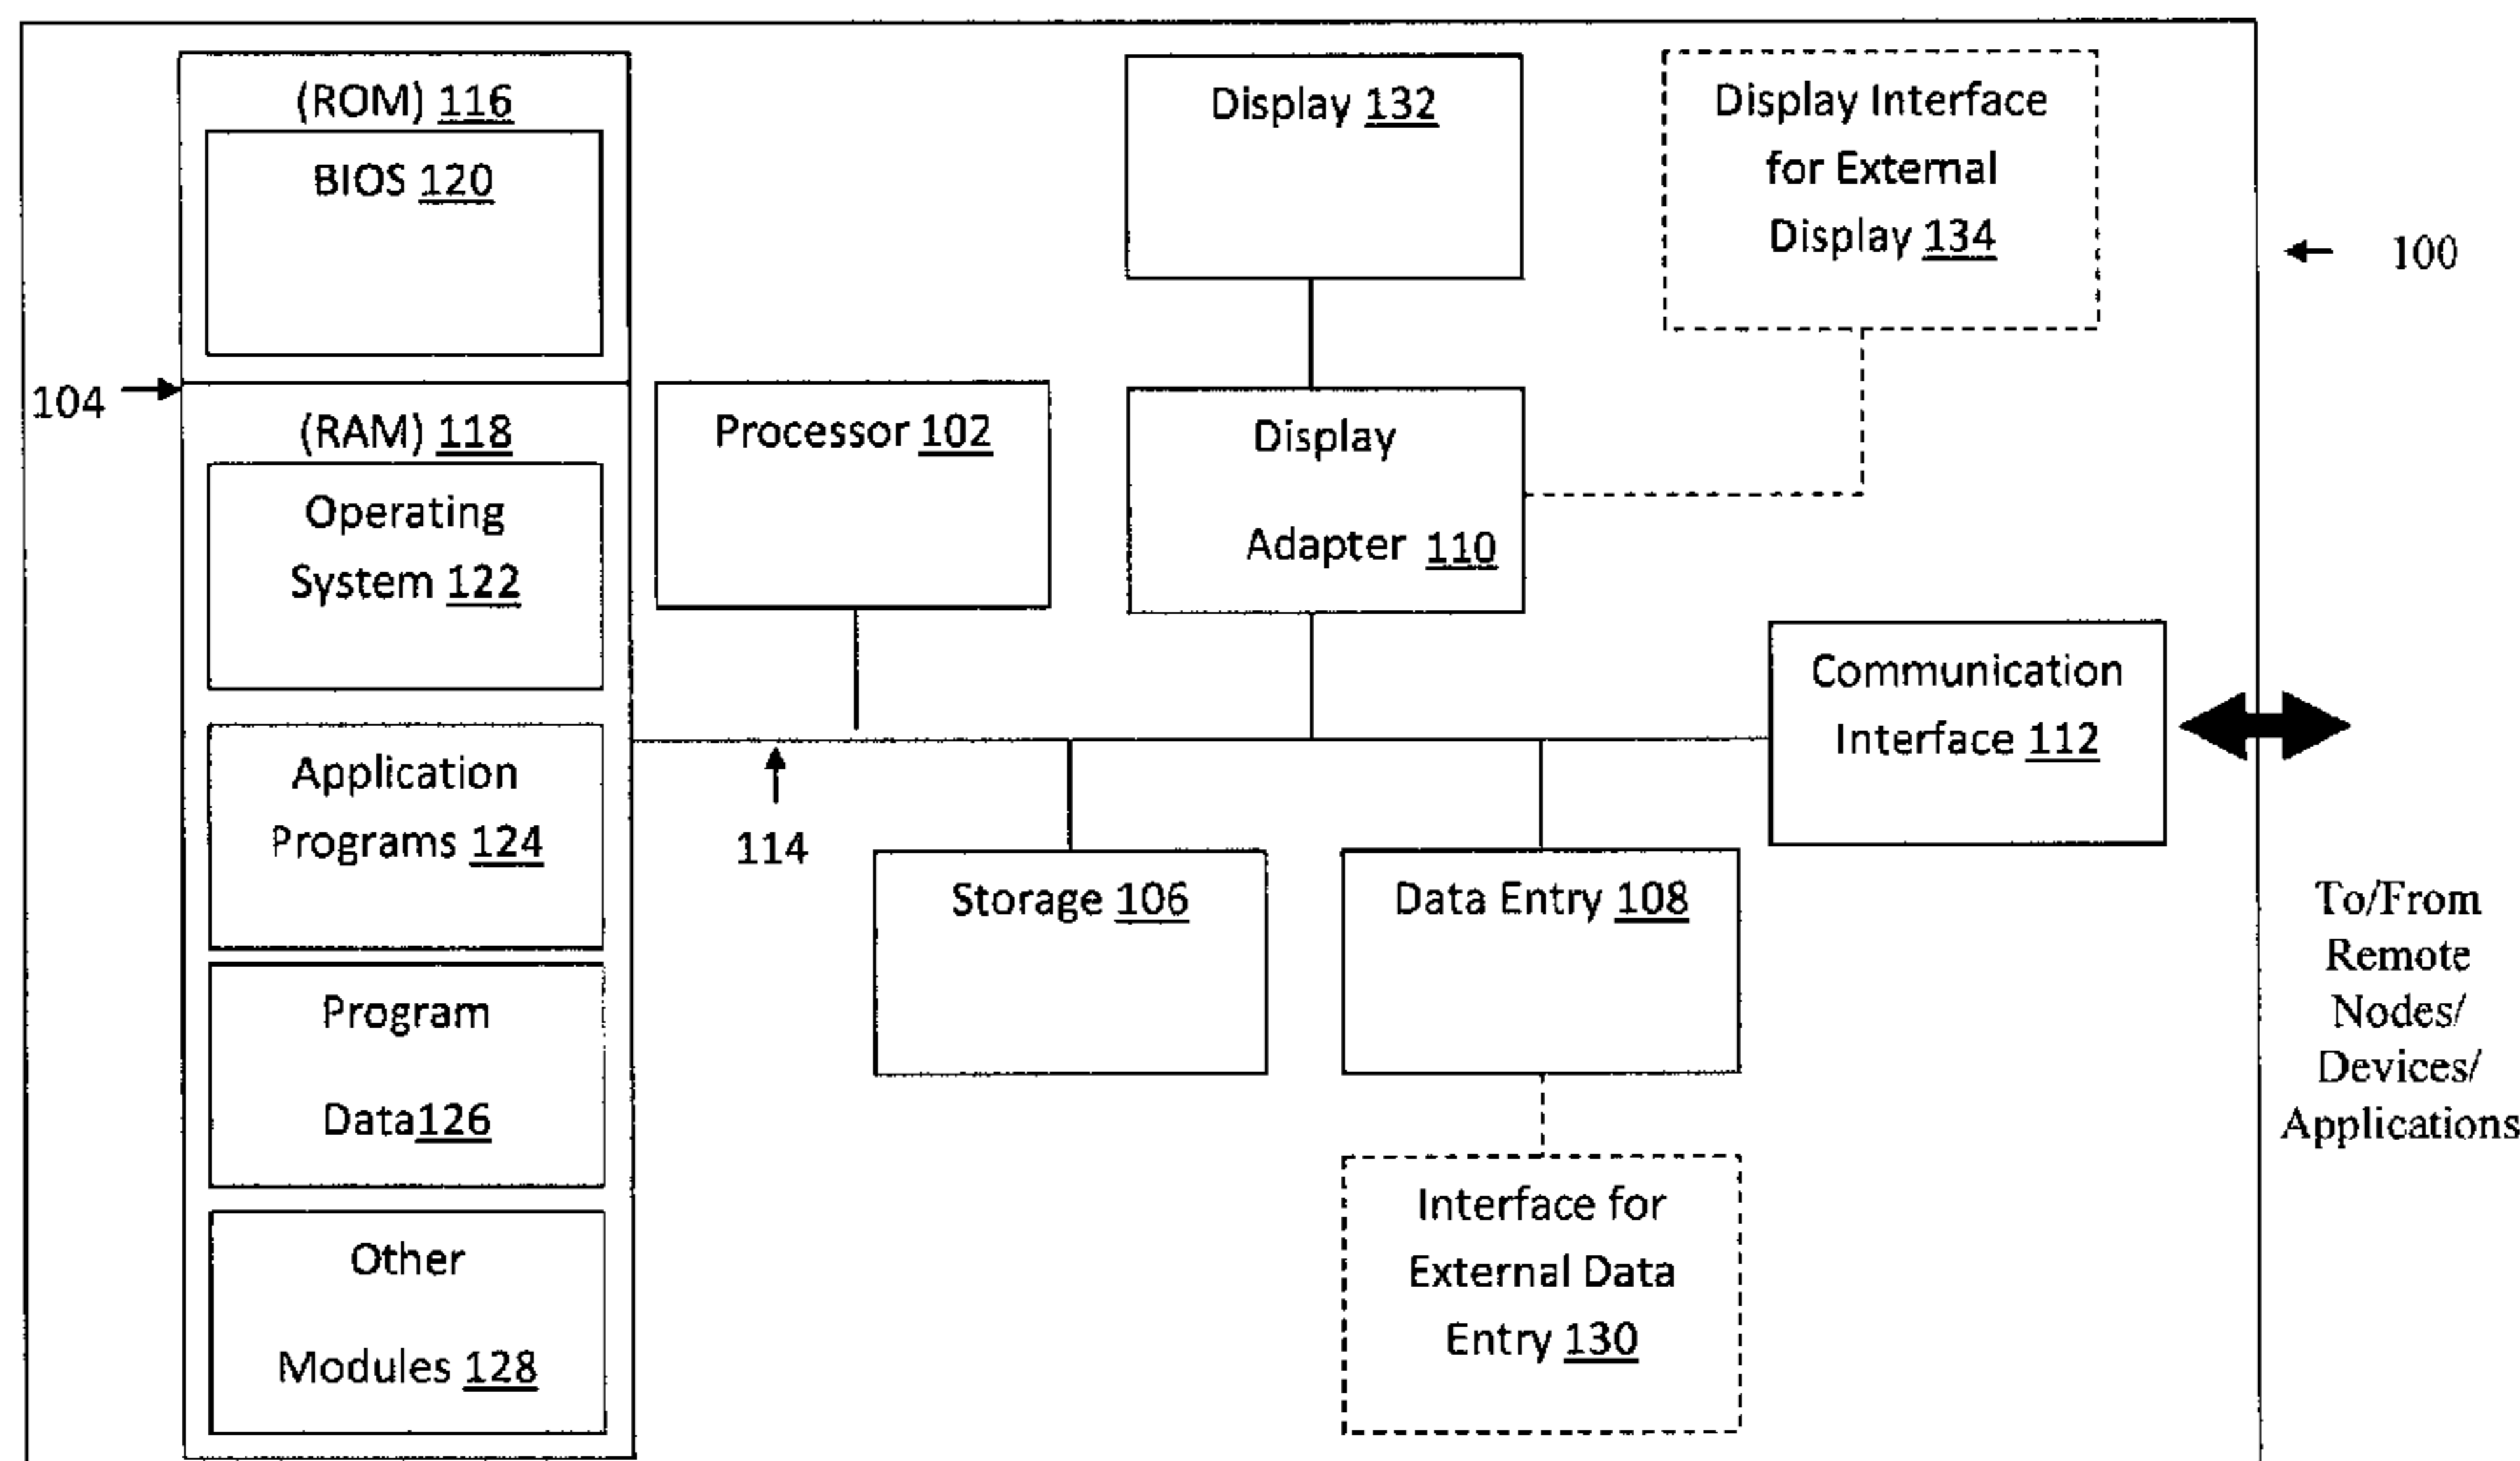 (ROM) 116
BIOS 120
104
(RAM) 118
Operating
System 122
Application
Programs 124
Program
Data126
Other
Modules 128
Processor 102
114
Display 132
Display
Adapter 110
Display Interface
for External
Display 134
100
Communication
Interface 112
Storage 106
Data Entry 108
Interface for
External Data
Entry 130
To/From
Remote
Nodes/
Devices/
Applications